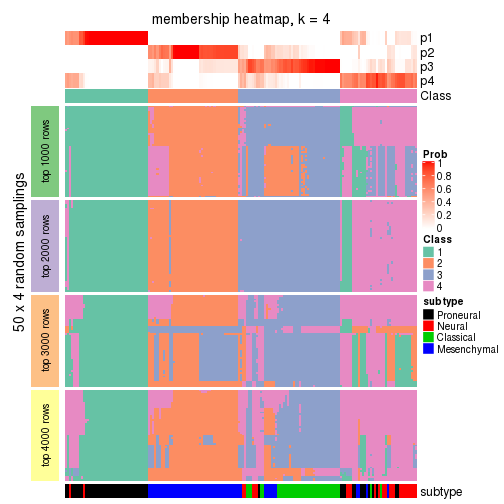 membership heatmap, k = 4
p1
p2
p3
p4
Class
50 x 4 random samplings
top 1000 rows
top 2000 rows
top 3000 rows
top 4000 rows
Prob
1
0.8
0.6
0.4
0.2
0
Class
1
2
3
4
subtype
Proneural
Neural
Classical
Mesenchymal
subtype